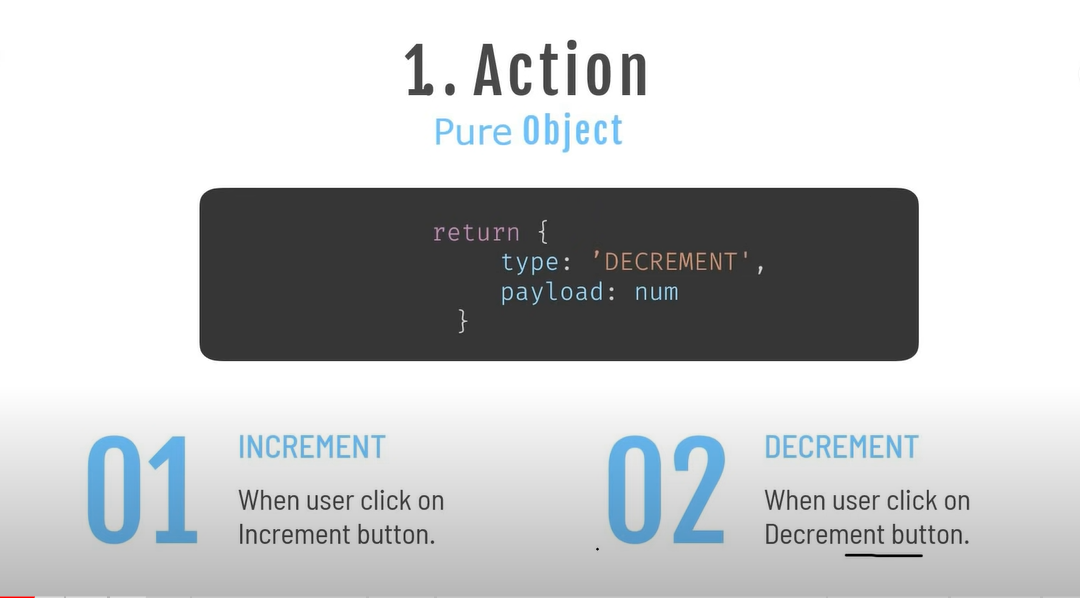 1. Action
Pure Object
return {
type: ’DECREMENT',
payload: num
}
01
INCREMENT
When user click on
Increment button.
02
DECREMENT
When user click on
Decrement button.